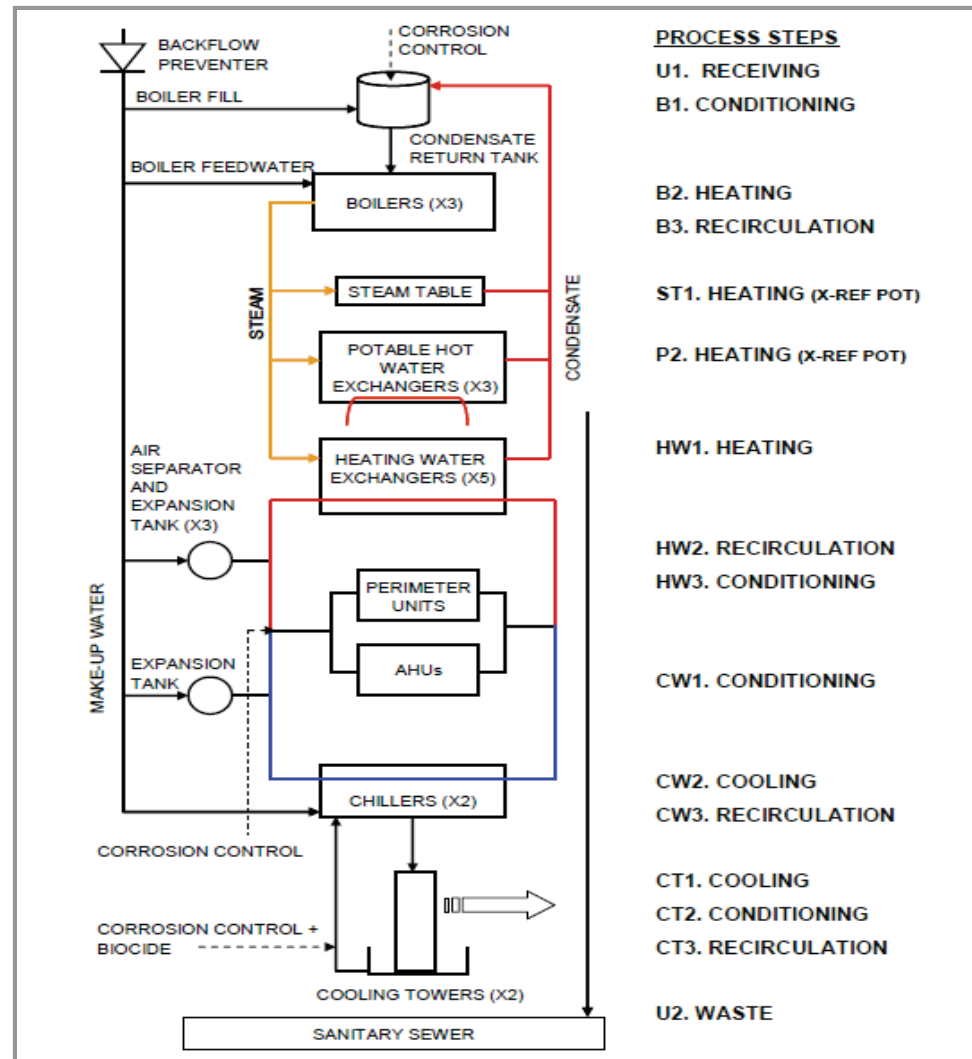 CORROSION
CONTROL
BACKFLOW
PREVENTER
BOILER FILL
CONDENSATE
RETURN TANK
BOILER FEEDWATER
BOILERS (X3)
STEAM
STEAM TABLE
CONDENSATE
POTABLE HOT
WATER
EXCHANGERS (X3)
AIR
SEPARATOR
AND
EXPANSION
TANK (X3)
HEATING WATER
EXCHANGERS (X5)
MAKE-UP WATER
PERIMETER
UNITS
EXPANSION
TANK
AHUs
CHILLERS (X2)
CORROSION CONTROL
CORROSION CONTROL +
BIOCIDE
COOLING TOWERS (X2)
SANITARY SEWER
PROCESS STEPS
U1. RECEIVING
B1. CONDITIONING
B2. HEATING
B3. RECIRCULATION
ST1. HEATING (X-REF POT)
P2. HEATING (X-REF POT)
HW1. HEATING
HW2. RECIRCULATION
HW3. CONDITIONING
CW1. CONDITIONING
CW2. COOLING
CW3. RECIRCULATION
CT1. COOLING
CT2. CONDITIONING
CT3. RECIRCULATION
U2. WASTE